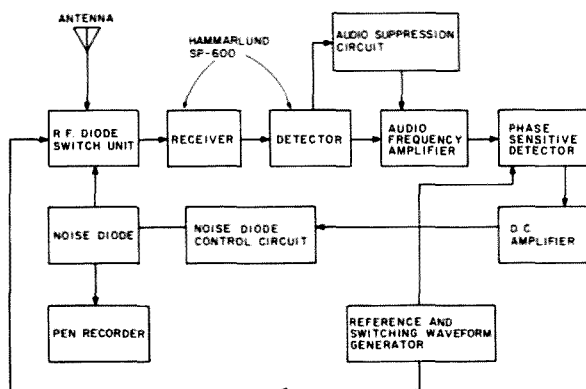 ANTENNA
HAMMARLUND
SP-600
AUDIO SUPPRESSION
CIRCUIT
R.F. DIODE
SWITCH UNIT
RECEIVER
DETECTOR
AUDIO
FREQUENCY
AMPLIFIER
PHASE
SENSITIVE
DETECTOR
NOISE DIODE
NOISE DIODE
CONTROL CIRCUIT
D.C.
AMPLIFIER
PEN RECORDER
REFERENCE AND
SWITCHING WAVEFORM
GENERATOR